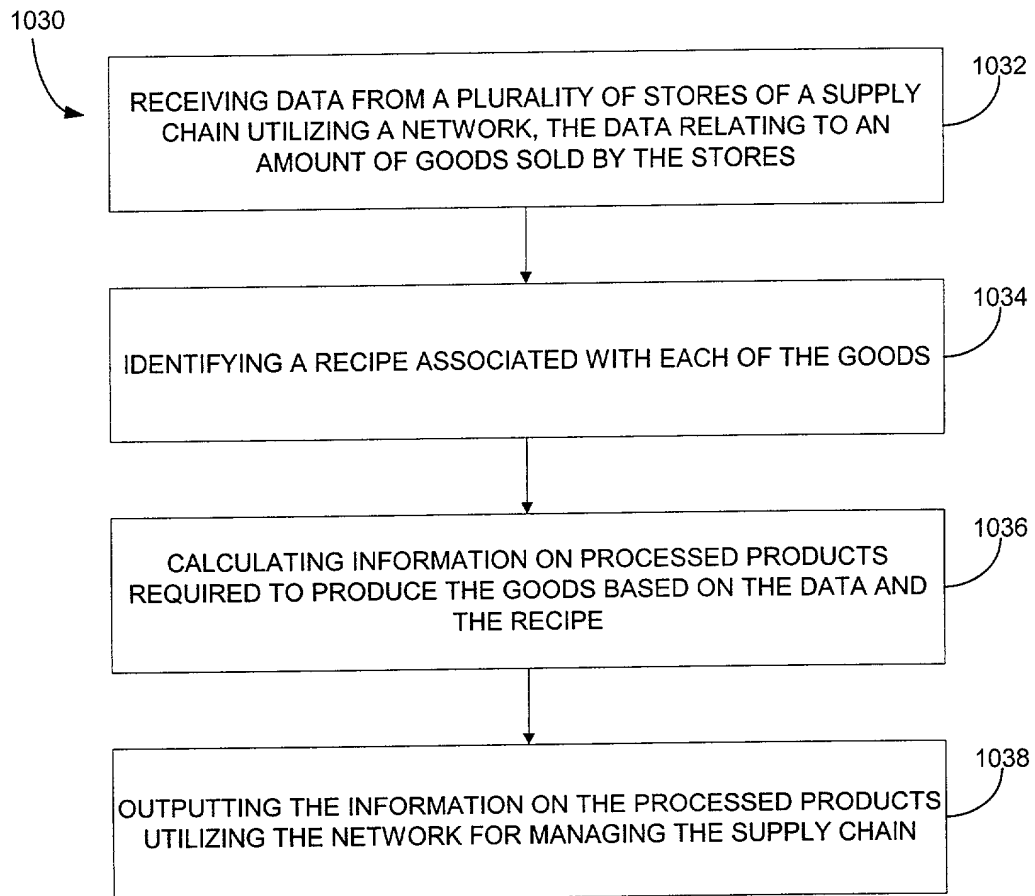 1030
1032
RECEIVING DATA FROM A PLURALITY OF STORES OF A SUPPLY
CHAIN UTILIZING A NETWORK, THE DATA RELATING TO AN
AMOUNT OF GOODS SOLD BY THE STORES
1034
IDENTIFYING A RECIPE ASSOCIATED WITH EACH OF THE GOODS
1036
CALCULATING INFORMATION ON PROCESSED PRODUCTS
REQUIRED TO PRODUCE THE GOODS BASED ON THE DATA AND
THE RECIPE
1038
OUTPUTTING THE INFORMATION ON THE PROCESSED PRODUCTS
UTILIZING THE NETWORK FOR MANAGING THE SUPPLY CHAIN